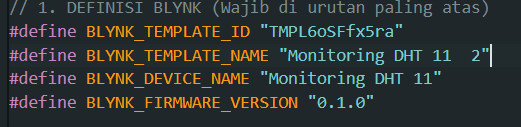 // 1. DEFINISI BLYNK (Wajib di urutan paling atas)
#define BLYNK_TEMPLATE_ID "TMPL6oSFfx5ra"
#define BLYNK_TEMPLATE_NAME "Monitoring DHT 11  2"
#define BLYNK_DEVICE_NAME "Monitoring DHT 11"
#define BLYNK_FIRMWARE_VERSION "0.1.0"